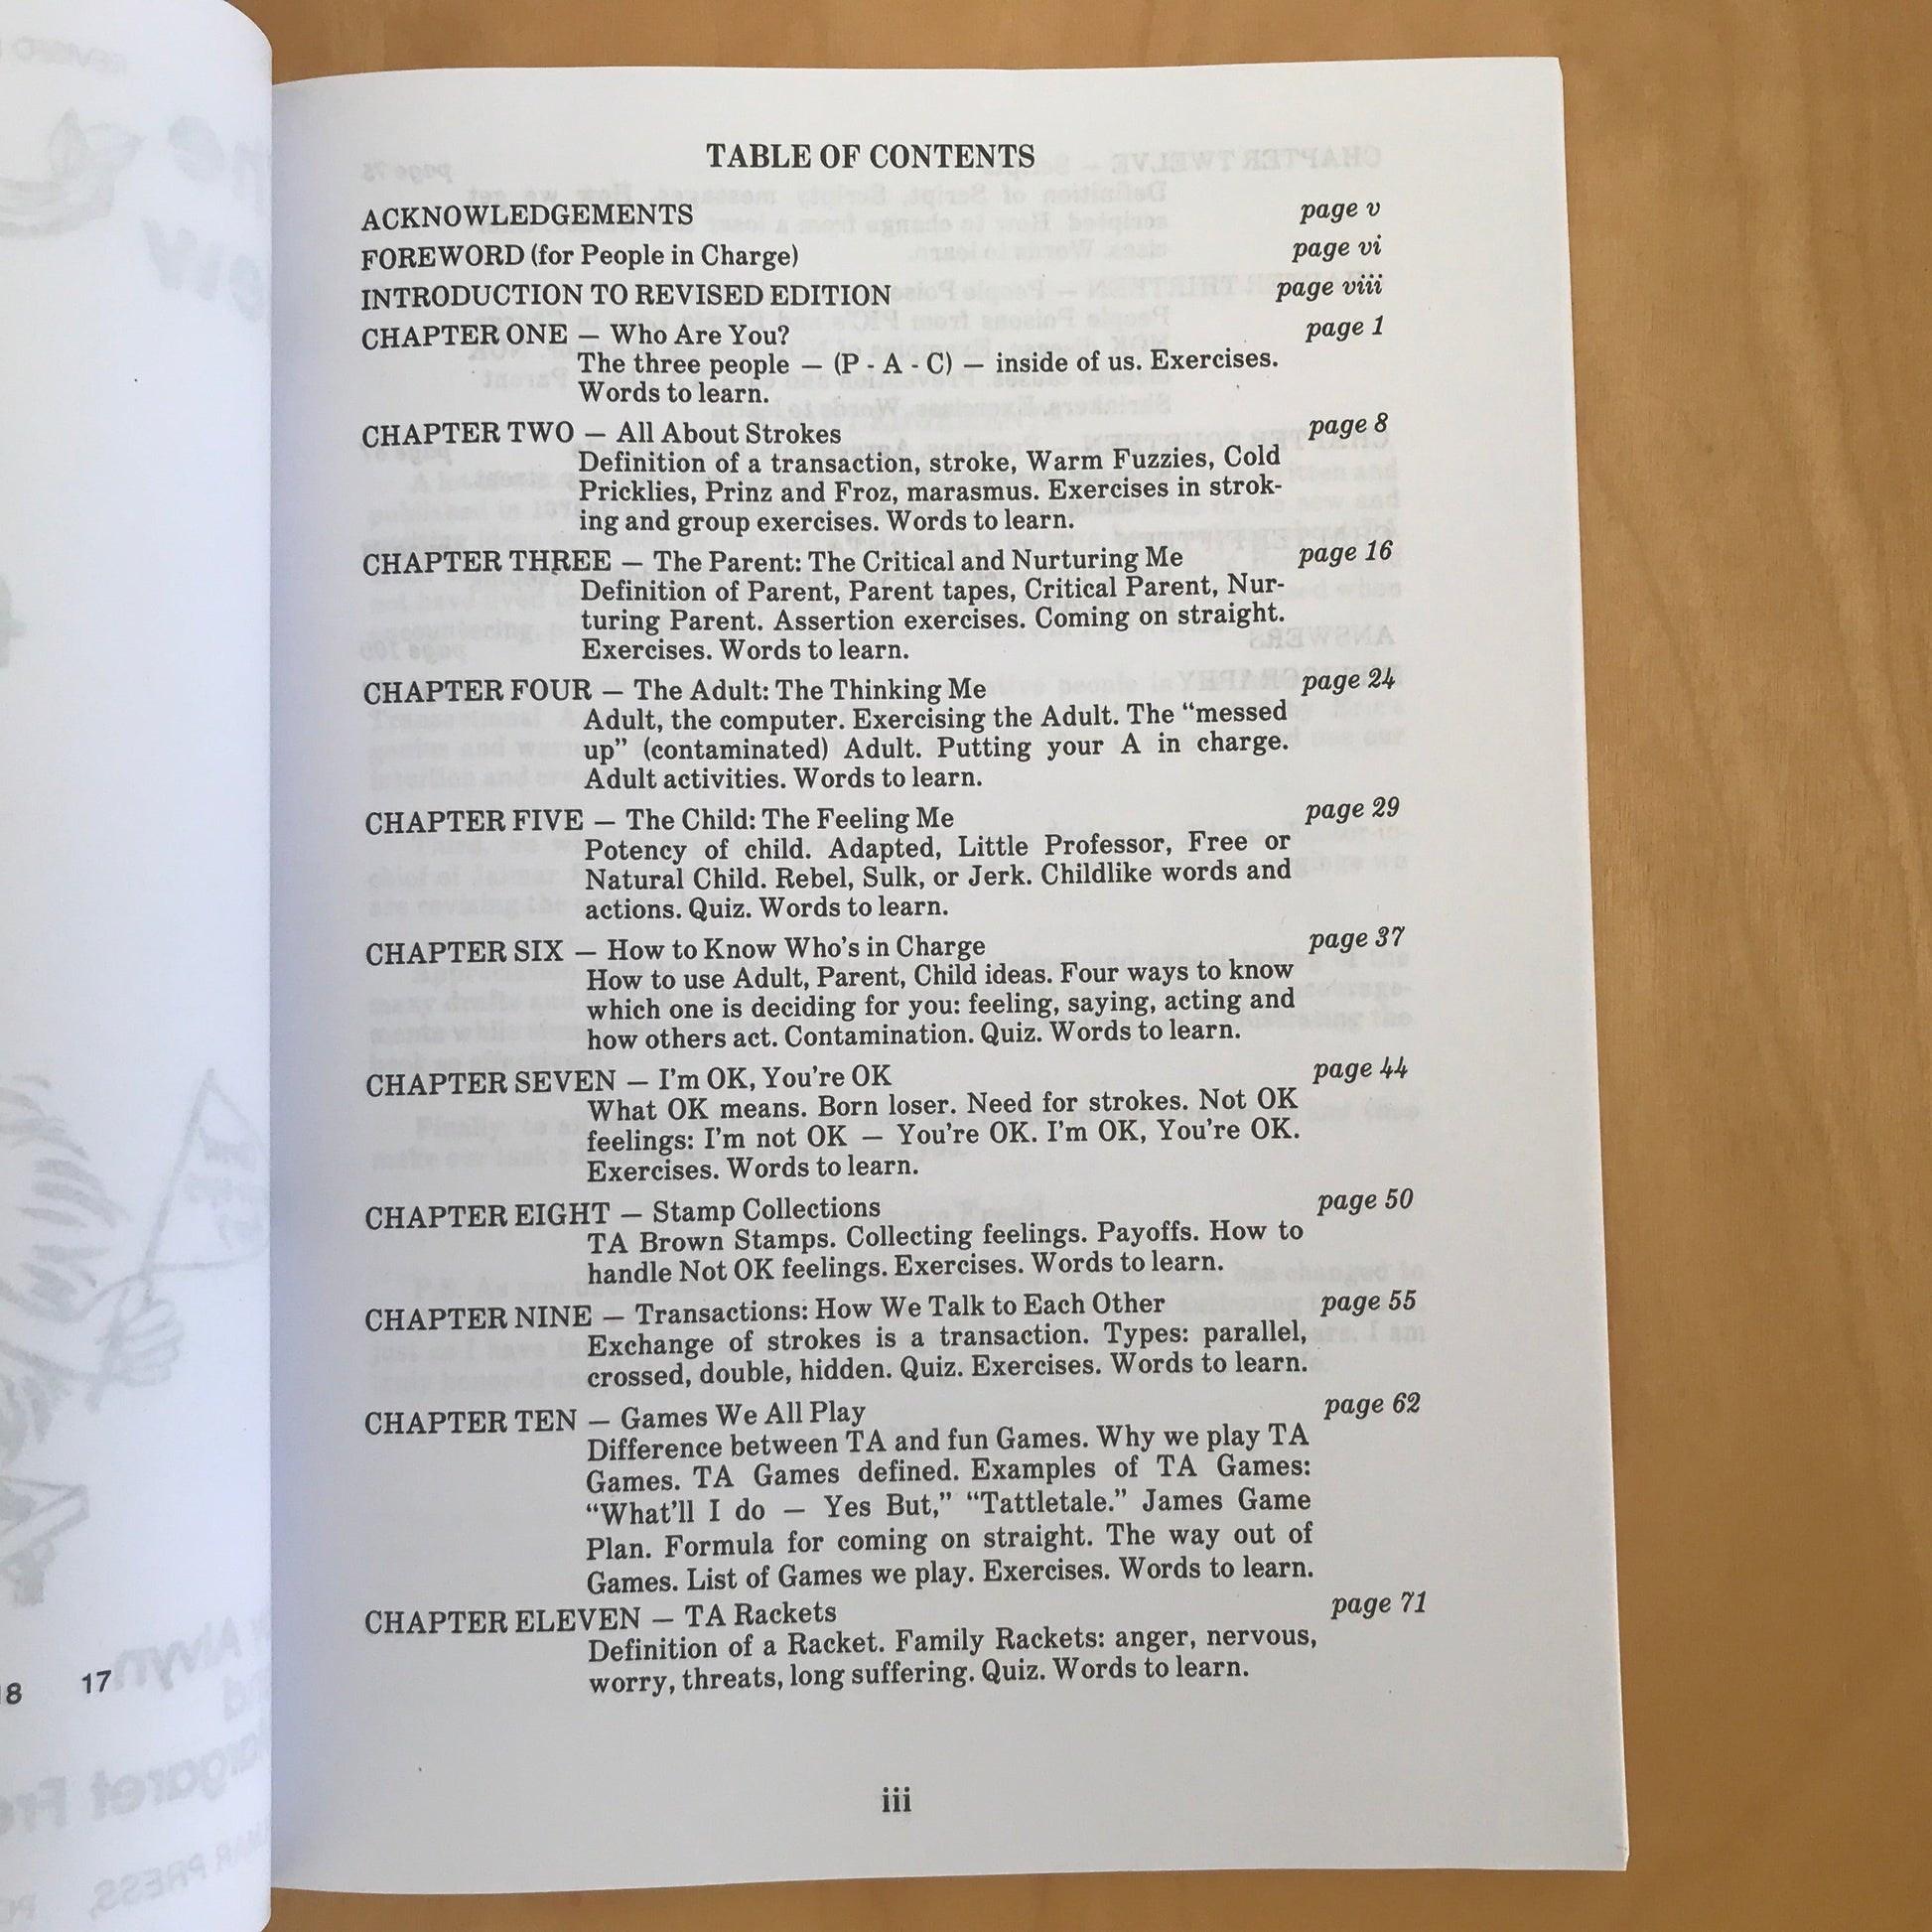 TABLE OF CONTENTS
ACKNOWLEDGEMENTS page v
FOREWORD (for People in Charge) page vi
INTRODUCTION TO REVISED EDITION page viii
CHAPTER ONE — Who Are You? page 1
The three people — (P - A - C) — inside of us. Exercises.
Words to learn.
CHAPTER TWO — All About Strokes page 8
Definition of a transaction, stroke, Warm Fuzzies, Cold
Pricklies, Prinz and Froz, marasmus. Exercises in strok-
ing and group exercises. Words to learn.
CHAPTER THREE — The Parent: The Critical and Nurturing Me page 16
Definition of Parent, Parent tapes, Critical Parent, Nur-
turing Parent. Assertion exercises. Coming on straight.
Exercises. Words to learn.
CHAPTER FOUR — The Adult: The Thinking Me page 24
Adult, the computer. Exercising the Adult. The “messed
up” (contaminated) Adult. Putting your A in charge.
Adult activities. Words to learn.
CHAPTER FIVE — The Child: The Feeling Me page 29
Potency of child. Adapted, Little Professor, Free or
Natural Child. Rebel, Sulk, or Jerk. Childlike words and
actions. Quiz. Words to learn.
CHAPTER SIX — How to Know Who’s in Charge page 37
How to use Adult, Parent, Child ideas. Four ways to know
which one is deciding for you: feeling, saying, acting and
how others act. Contamination. Quiz. Words to learn.
CHAPTER SEVEN — I’m OK, You’re OK page 44
What OK means. Born loser. Need for strokes. Not OK
feelings: I’m not OK — You’re OK. I’m OK, You’re OK.
Exercises. Words to learn.
CHAPTER EIGHT — Stamp Collections page 50
TA Brown Stamps. Collecting feelings. Payoffs. How to
handle Not OK feelings. Exercises. Words to learn.
CHAPTER NINE — Transactions: How We Talk to Each Other page 55
Exchange of strokes is a transaction. Types: parallel,
crossed, double, hidden. Quiz. Exercises. Words to learn.
CHAPTER TEN — Games We All Play page 62
Difference between TA and fun Games. Why we play TA
Games. TA Games defined. Examples of TA Games:
“What’ll I do — Yes But,” “Tattletale.” James Game
Plan. Formula for coming on straight. The way out of
Games. List of Games we play. Exercises. Words to learn.
CHAPTER ELEVEN — TA Rackets page 71
Definition of a Racket. Family Rackets: anger, nervous,
worry, threats, long suffering. Quiz. Words to learn.
iii
17